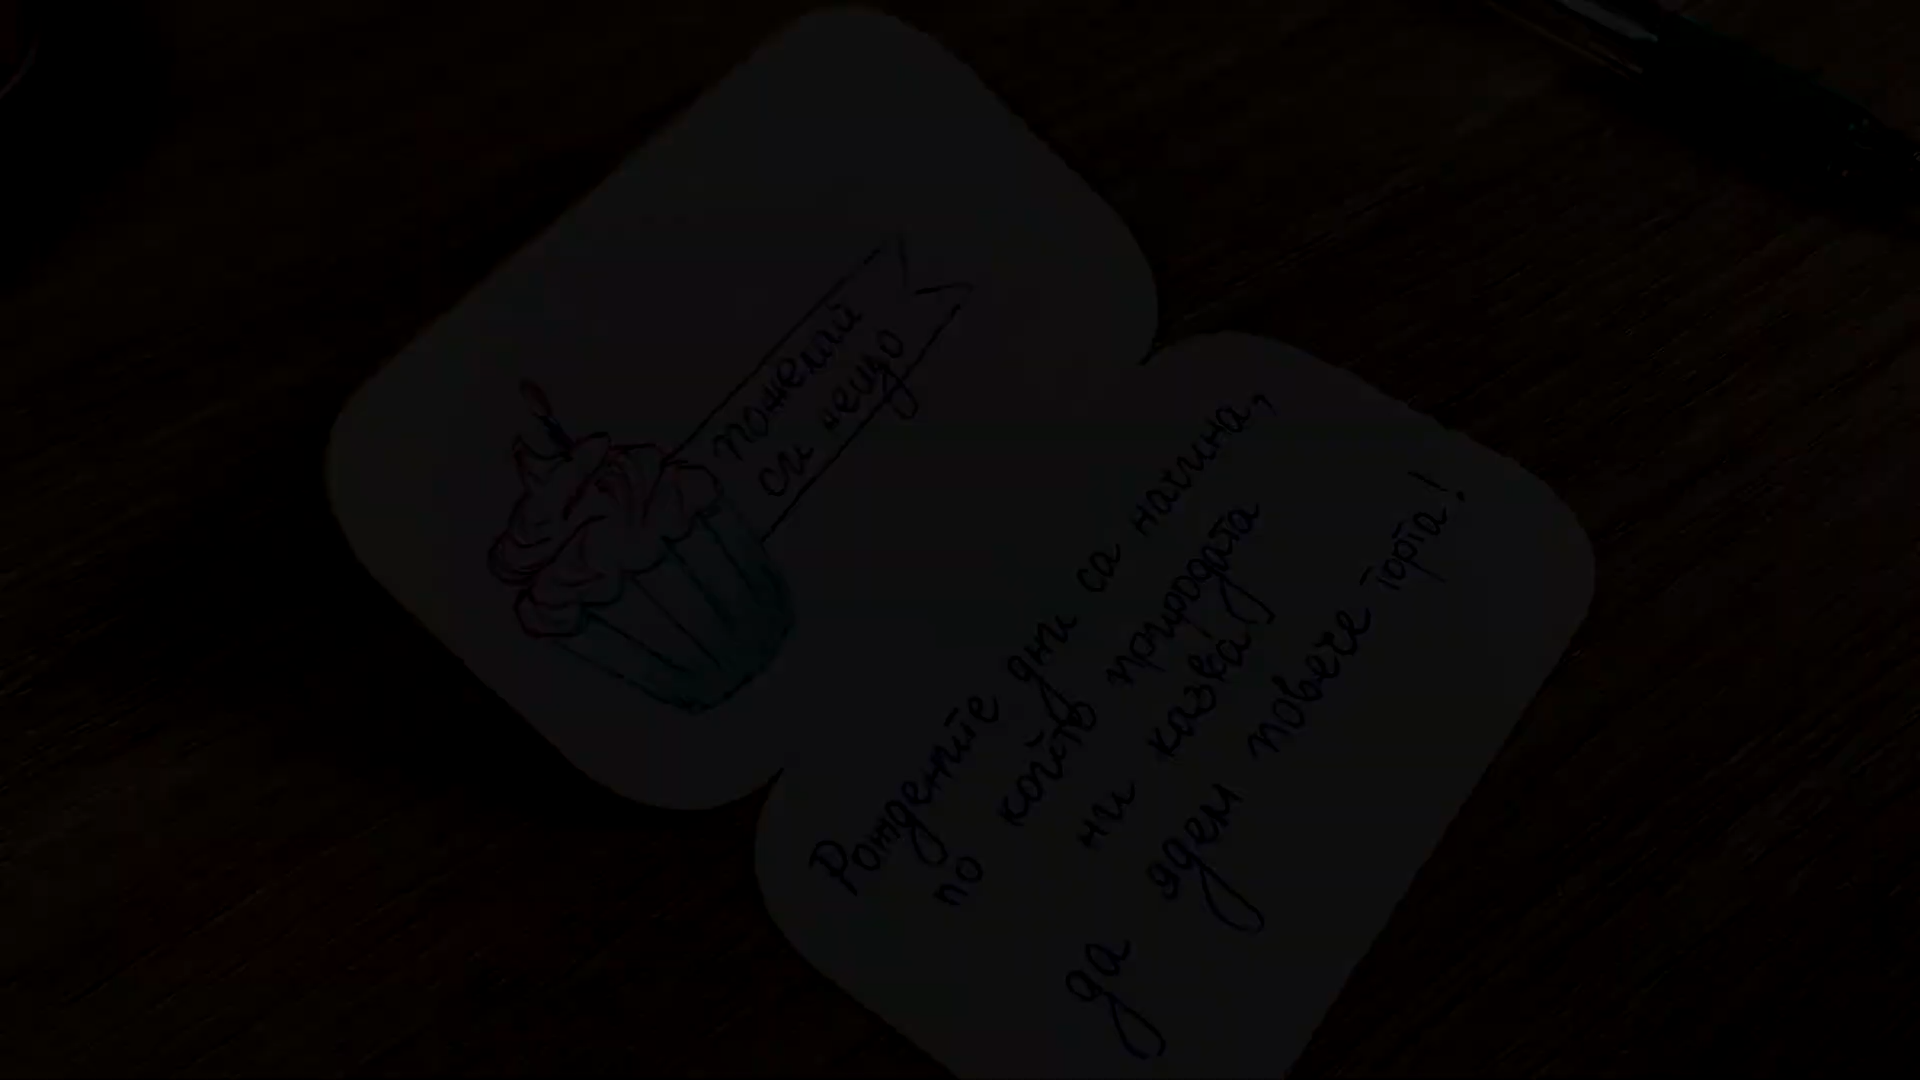 пожелай
си нещо
Рождените дни са начина,
по който природата
ни казва
да ядем повече торта!